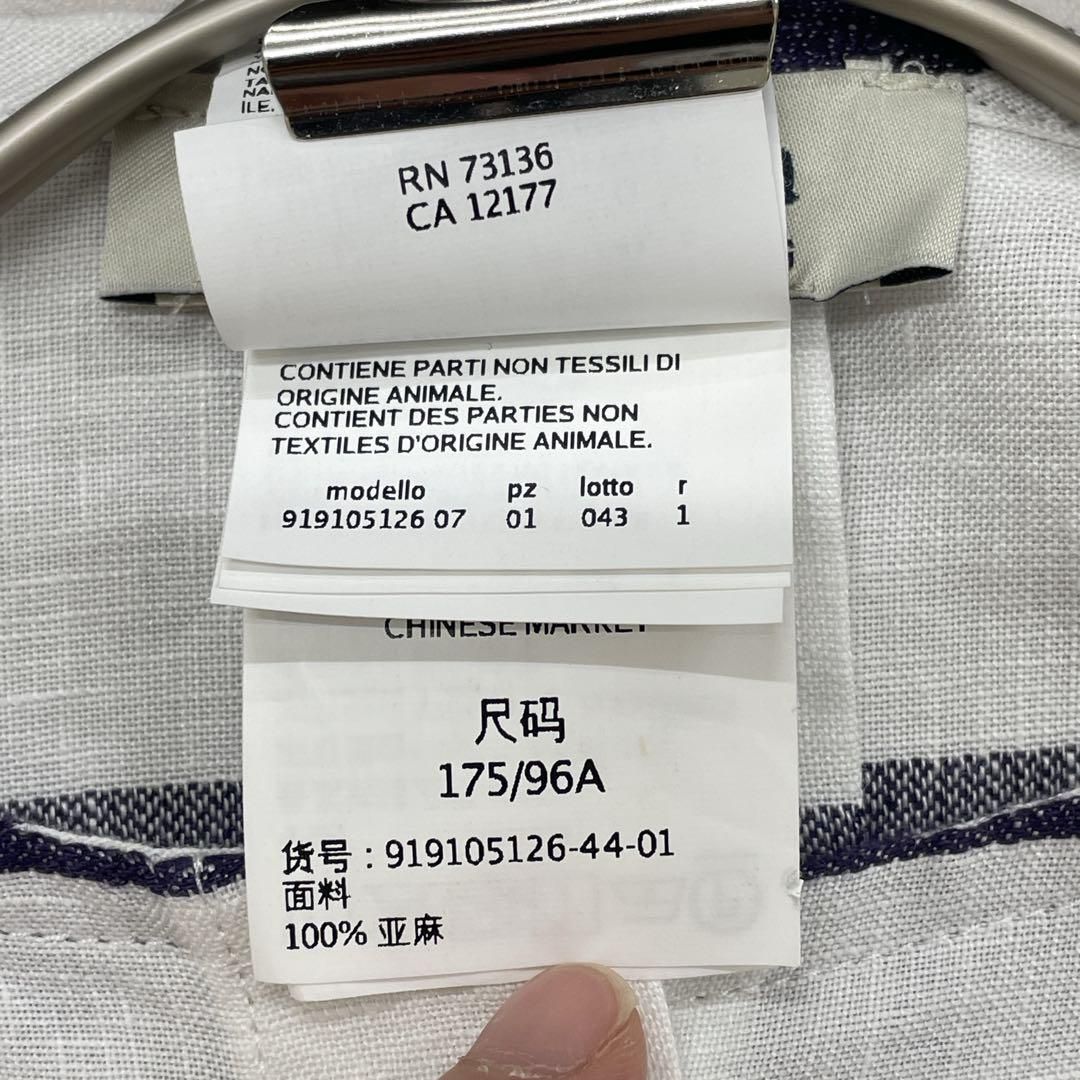 ILE.
RN 73136
CA 12177
CONTIENE PARTI NON TESSILI DI
ORIGINE ANIMALE.
CONTIENT DES PARTIES NON
TEXTILES D'ORIGINE ANIMALE.
modello pz lotto r
919105126 07 01 043 1
CHINESE MARKET
尺码
175/96A
货号 : 919105126-44-01
面料
100% 亚麻